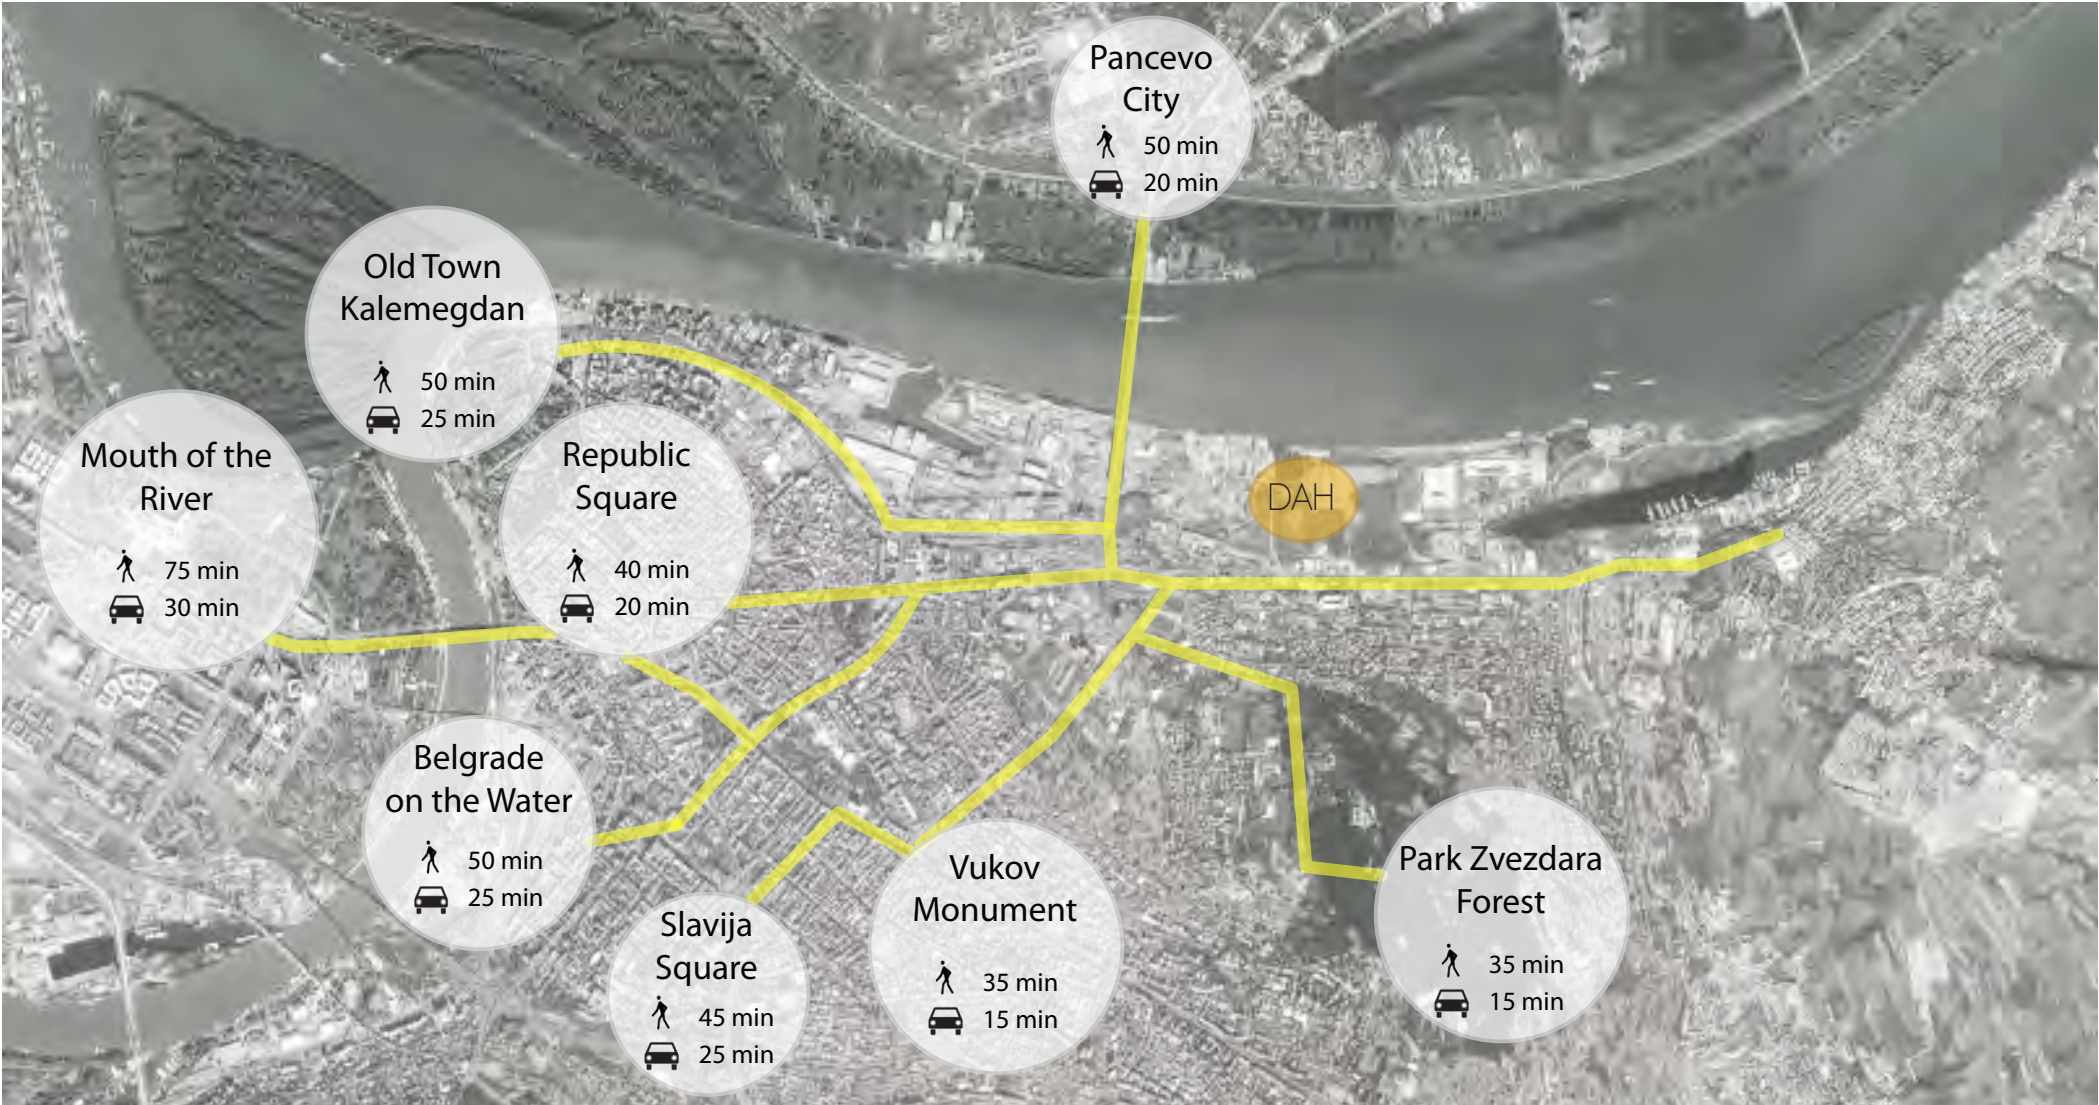 Pancevo
City
50 min
20 min
Old Town
Kalemegdan
50 min
25 min
Mouth of the
River
75 min
30 min
Republic
Square
40 min
20 min
DAH
Belgrade
on the Water
50 min
25 min
Slavija
Square
45 min
25 min
Vukov
Monument
35 min
15 min
Park Zvezdara
Forest
35 min
15 min